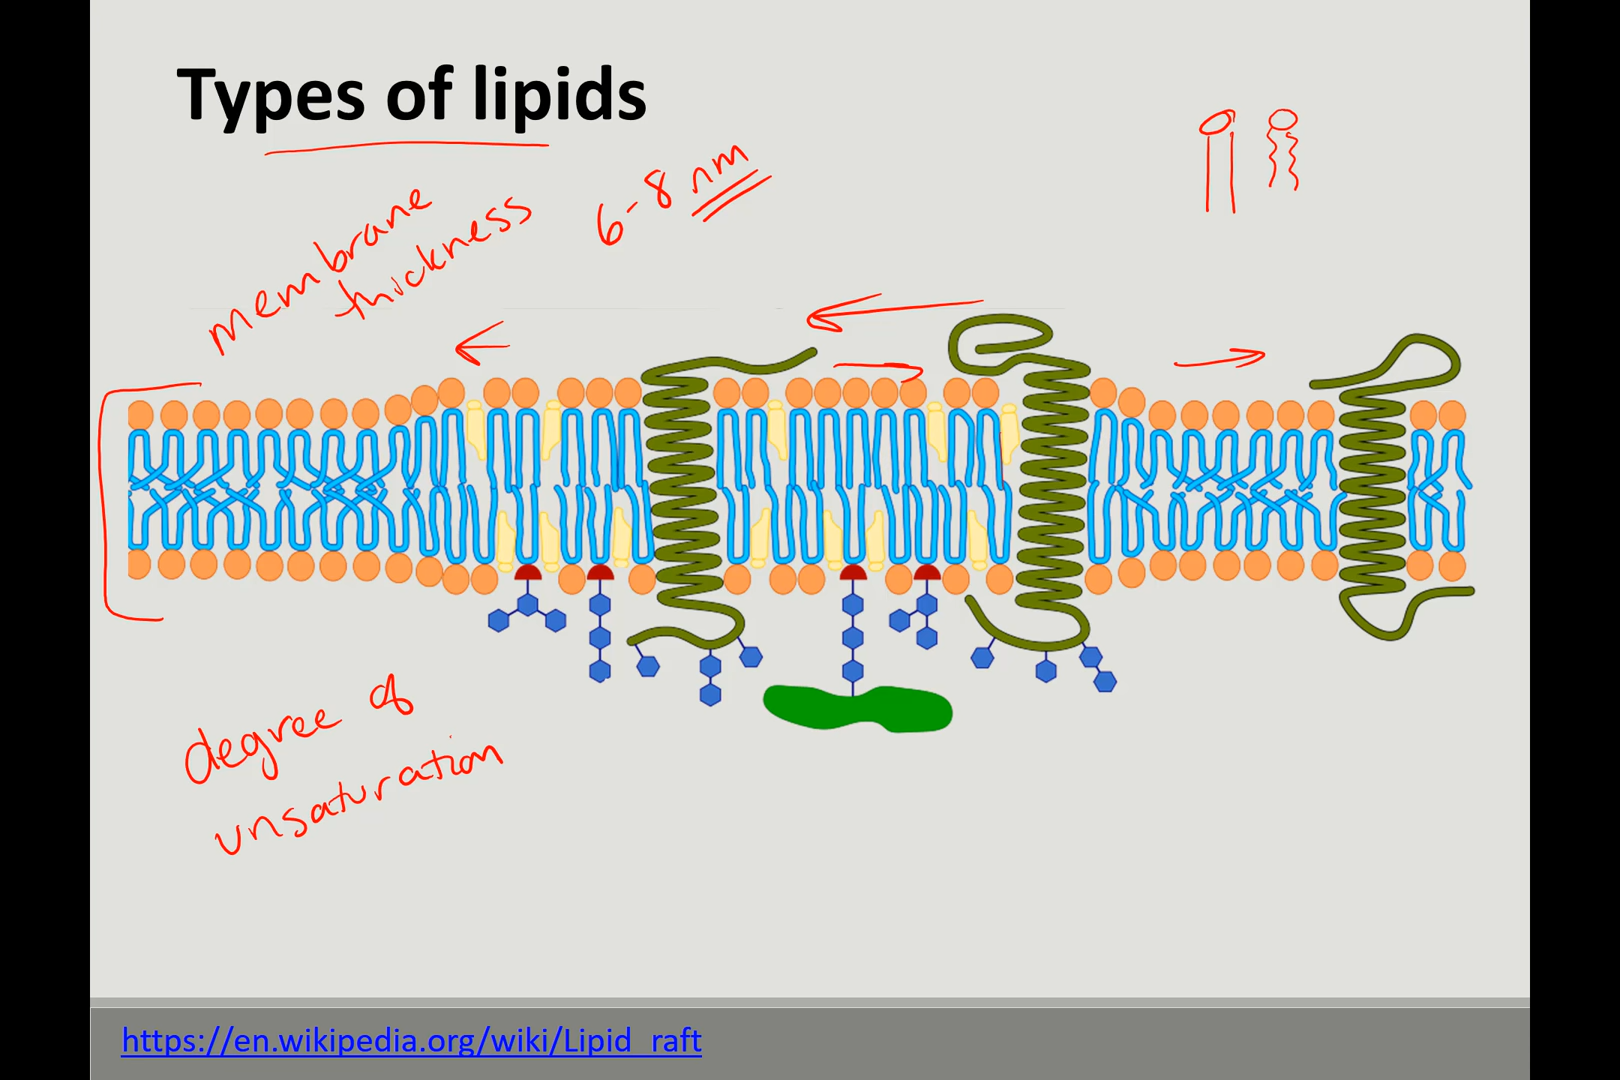 Types of lipids
membrane
thickness
6-8 nm
degree of
unsaturation
https://en.wikipedia.org/wiki/Lipid_raft